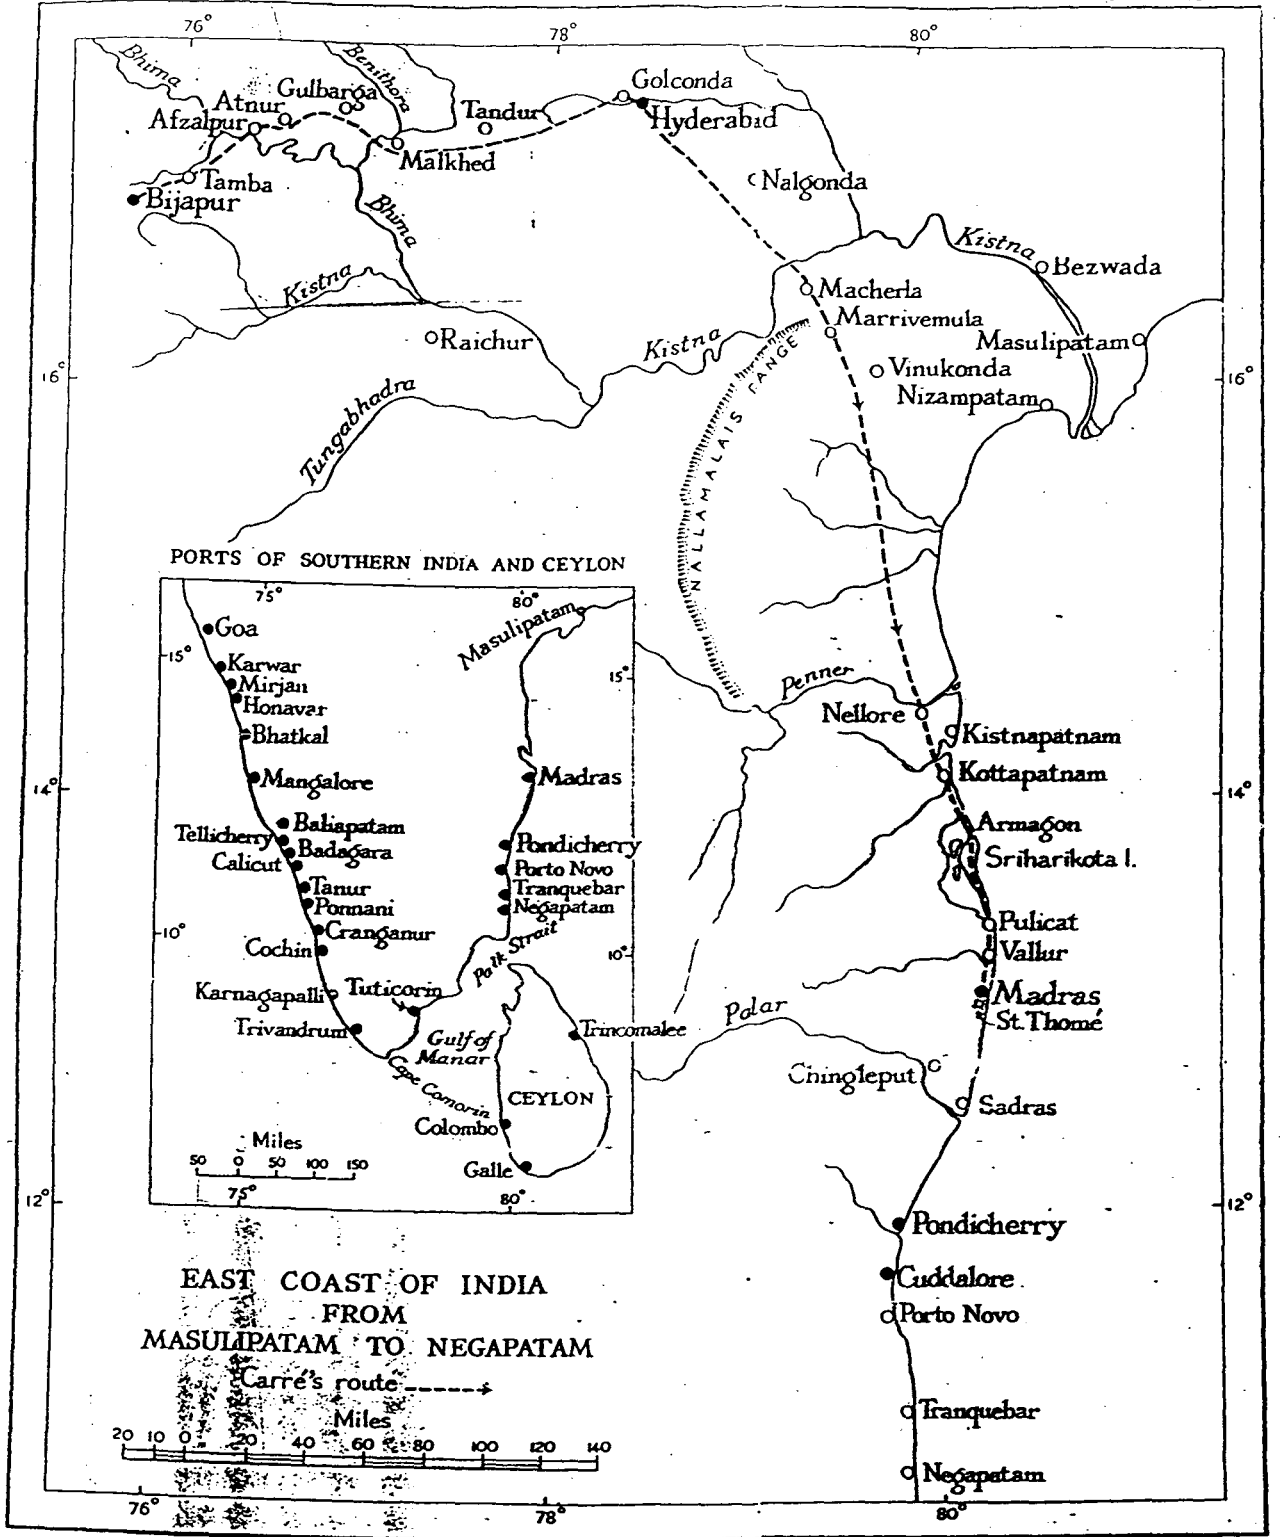 76°
78°
80°
Bhima
Benithora
Golconda
Gulbarga
Atnur
Afzalpur
Tandur
Hyderabid
Malkhed
Nalgonda
Tamba
Bijapur
Bhima
Kistna
Bezwada
Kistna
Macherla
Marrivemula
Raichur
Kistna
Masulipatam
16°
16°
Vinukonda
Nizampatam
Tungabhadra
NALLAMALAIS RANGE
PORTS OF SOUTHERN INDIA AND CEYLON
75°
80°
Masulipatam
Goa
15°
15°
Karwar
Mirjan
Honavar
Bhatkal
Mangalore
Madras
Baliapatam
Tellicherry
Badagara
Calicut
Pondicherry
Porto Novo
Tanur
Tranquebar
Ponnani
Negapatam
Cranganur
10°
10°
Cochin
Palk Strait
Karnagapalli
Tuticorin
Trivandrum
Gulf of
Manar
Trincomalee
Cape Comorin
CEYLON
Colombo
Galle
Miles
50 0 50 100 150
75°
80°
Penner
Nellore
Kistnapatnam
Kottapatnam
14°
14°
Armagon
Sriharikota I.
Pulicat
Vallur
Madras
St. Thomé
Palar
Chingleput
Sadras
12°
12°
Pondicherry
Cuddalore
Porto Novo
Tranquebar
Negapatam
EAST COAST OF INDIA
FROM
MASULIPATAM TO NEGAPATAM
Carré's route
Miles
20 10 0 20 40 60 80 100 120 140
76°
78°
80°